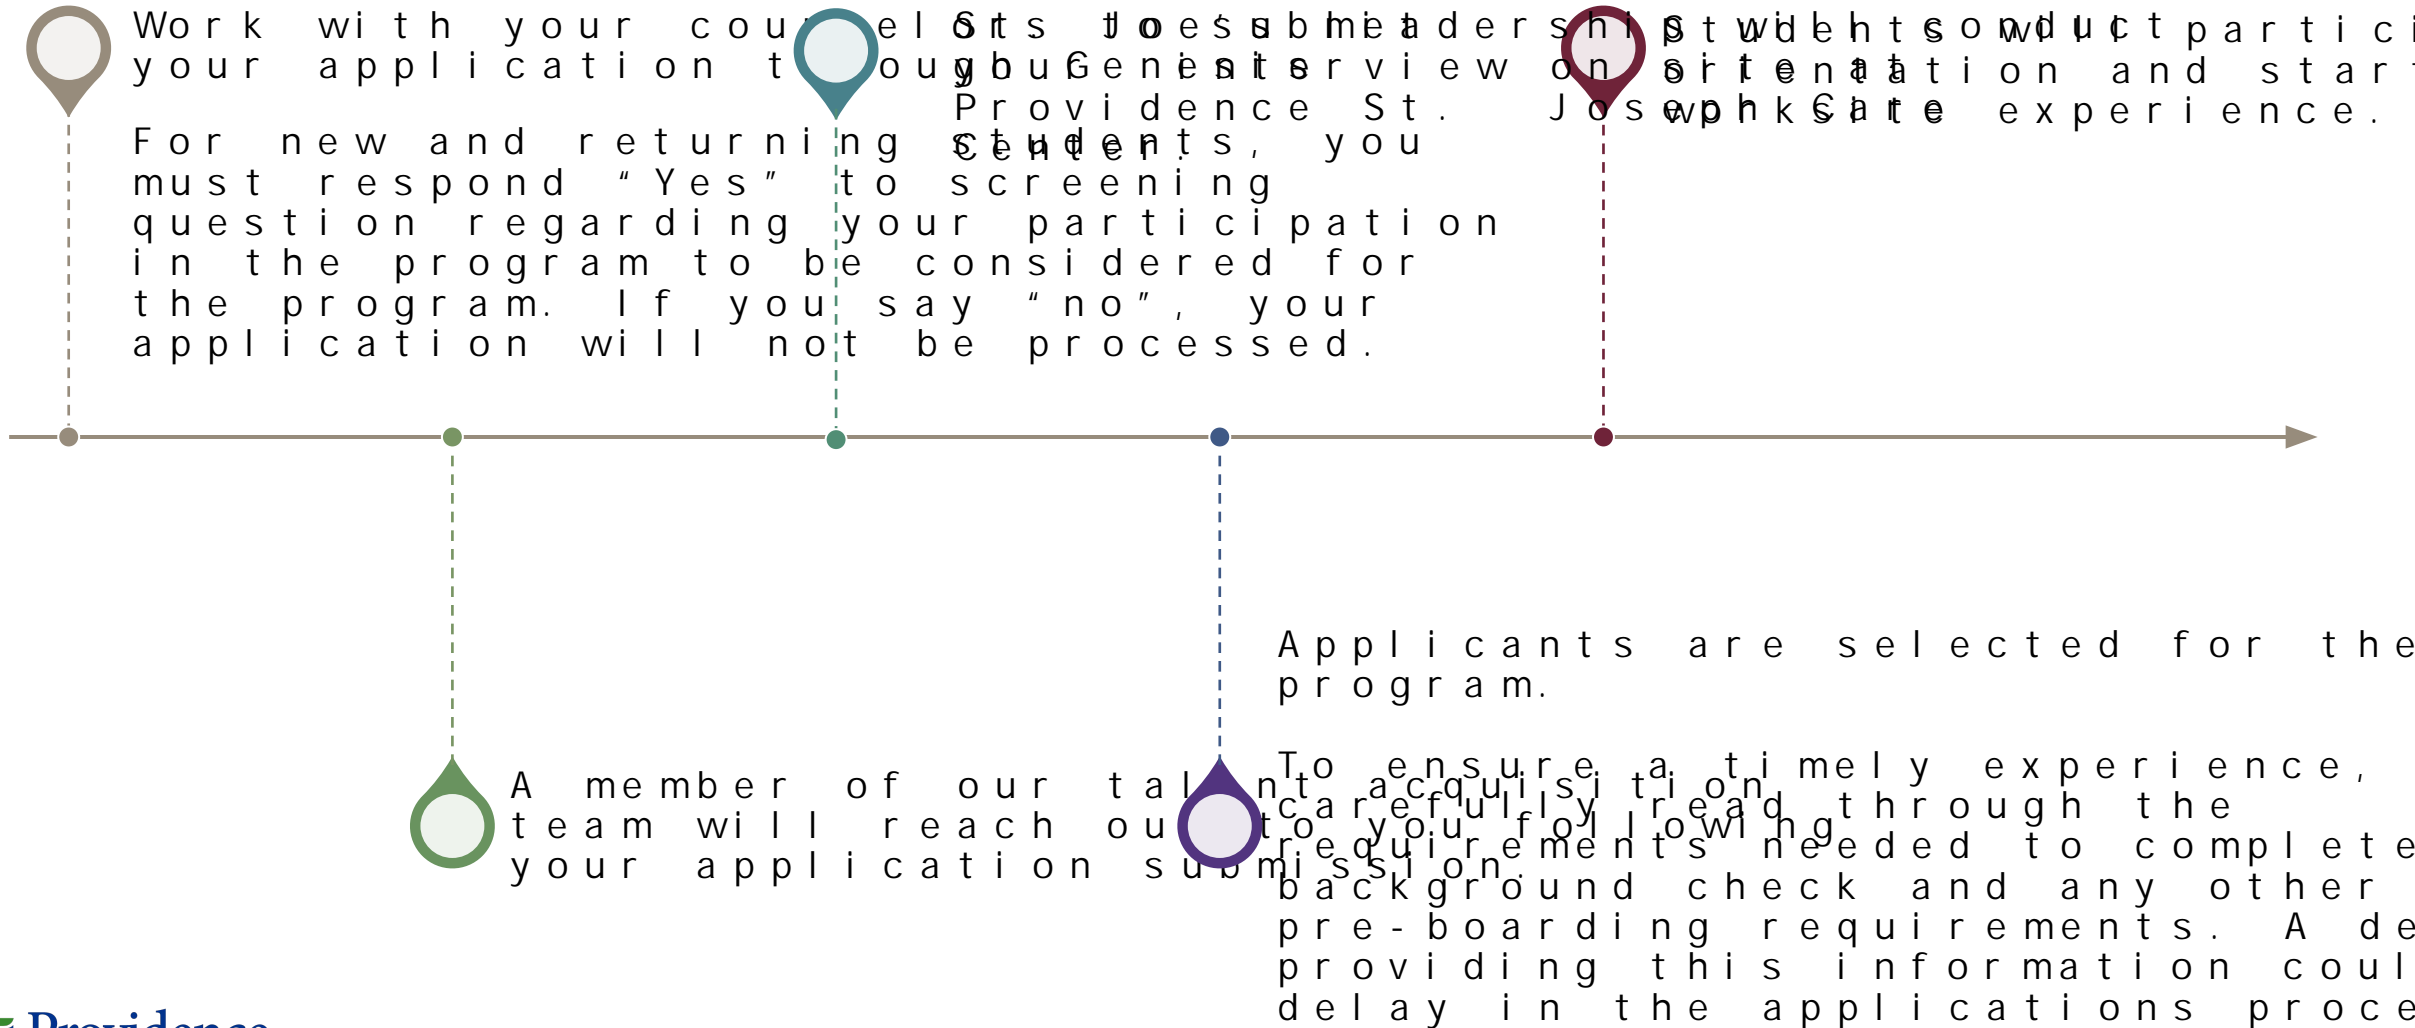 Work with your counselors to submit
your application through Genesis
For new and returning students, you
must respond “Yes” to screening
question regarding your participation
in the program to be considered for
the program. If you say “no”, your
application will not be processed.
St. Joe’s leadership will conduct
your interview on site at
Providence St. Joseph Care
Center.
Students will partici
orientation and start
worksite experience.
A member of our talent acquisition
team will reach out to you following
your application submission.
Applicants are selected for the
program.
To ensure a timely experience,
carefully read through the
requirements needed to complete
background check and any other
pre-boarding requirements. A de
providing this information coul
delay in the applications proce
Providence